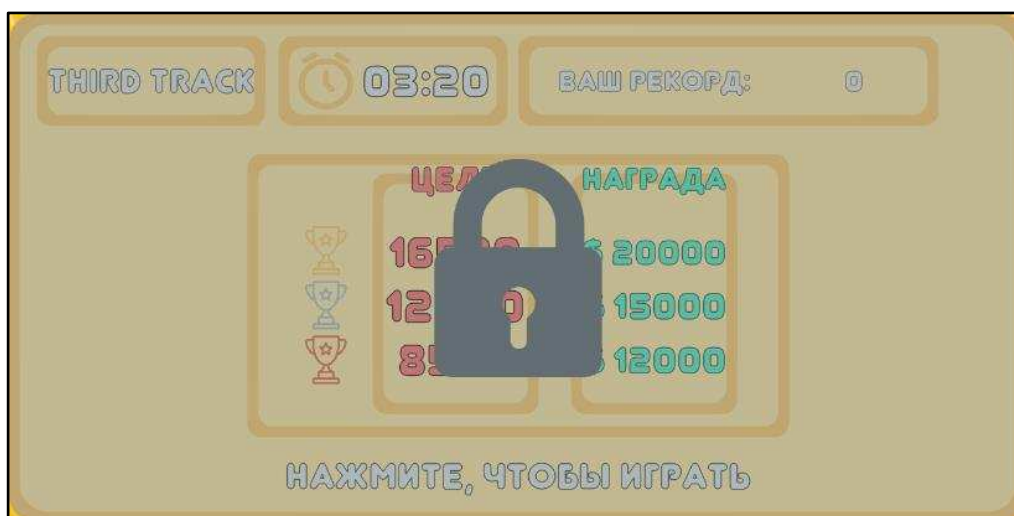 THIRD TRACK
03:20
ВАШ РЕКОРД: 0
НАГРАДА
20000
15000
12000
НАЖМИТЕ, ЧТОБЫ ИГРАТЬ